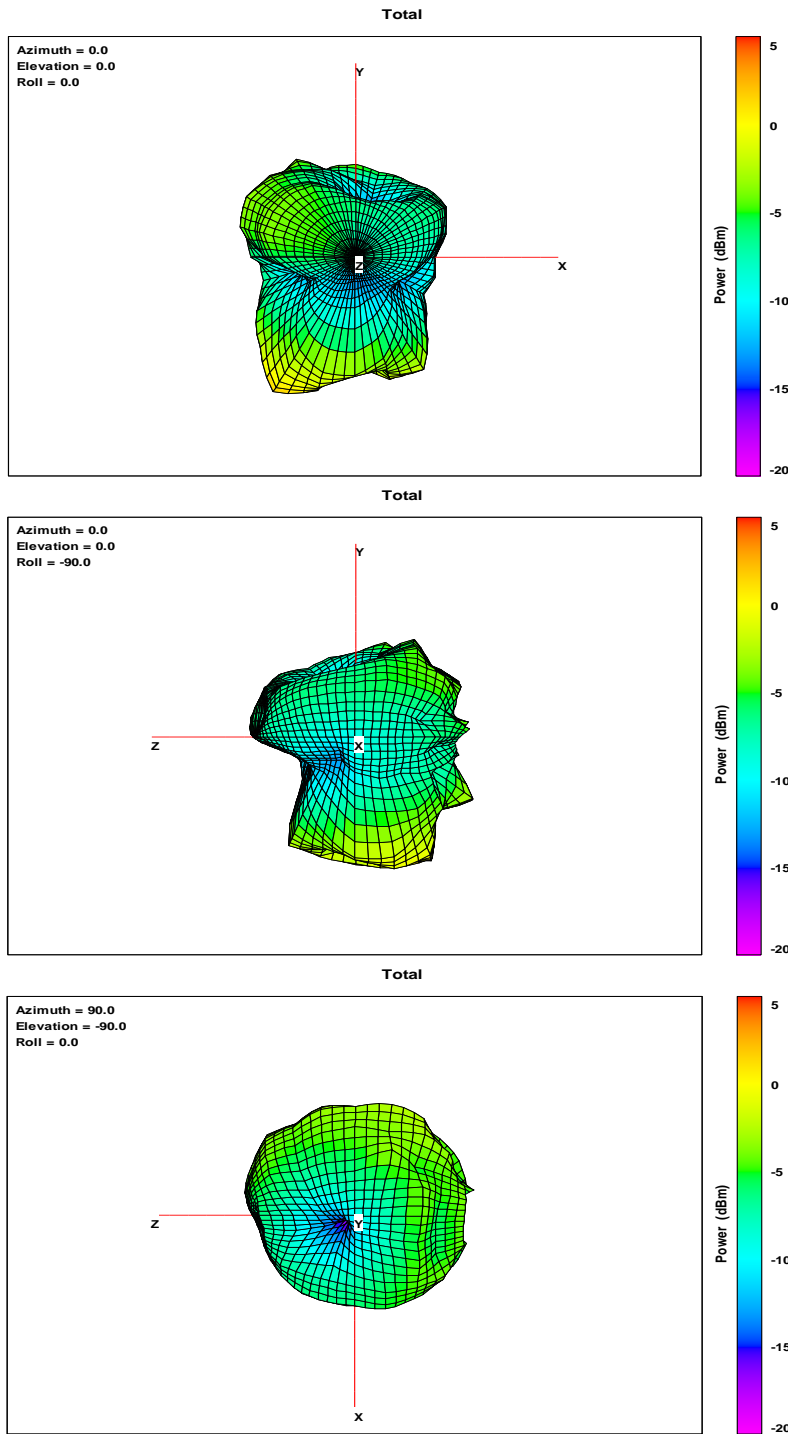 Total
Azimuth = 0.0
Elevation = 0.0
Roll = 0.0
Y
Z
X
5
0
-5
-10
-15
-20
Power (dBm)
Total
Azimuth = 0.0
Elevation = 0.0
Roll = -90.0
Y
Z
X
5
0
-5
-10
-15
-20
Power (dBm)
Total
Azimuth = 90.0
Elevation = -90.0
Roll = 0.0
Z
Y
X
5
0
-5
-10
-15
-20
Power (dBm)